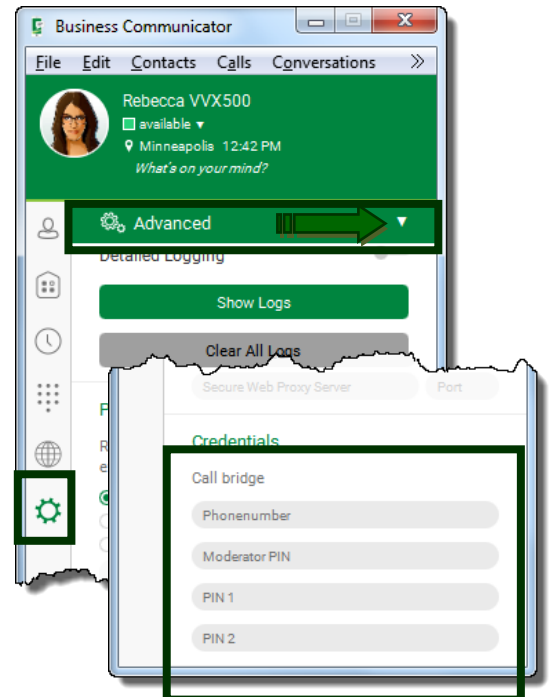 Business Communicator
File Edit Contacts Calls Conversations »
Rebecca VVX500
available
Minneapolis 12:42 PM
What's on your mind?
Advanced
Detailed Logging
Show Logs
Clear All Logs
Secure Web Proxy Server Port
Credentials
Call bridge
Phonenumber
Moderator PIN
PIN 1
PIN 2